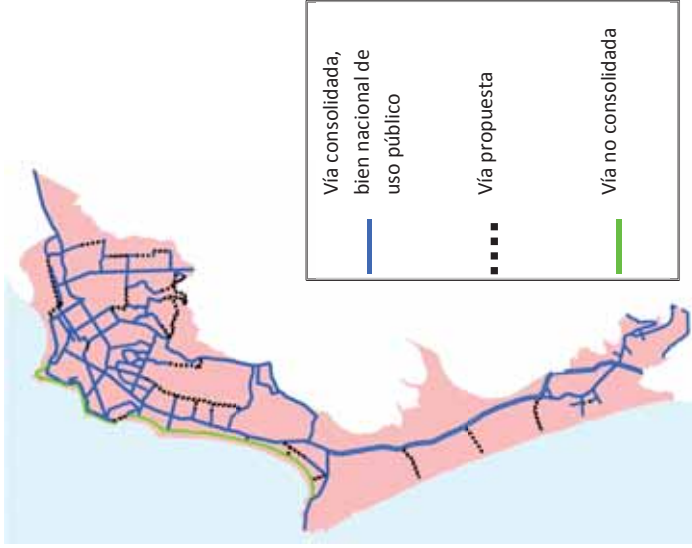 Vía consolidada,
bien nacional de
uso público
Vía propuesta
Vía no consolidada